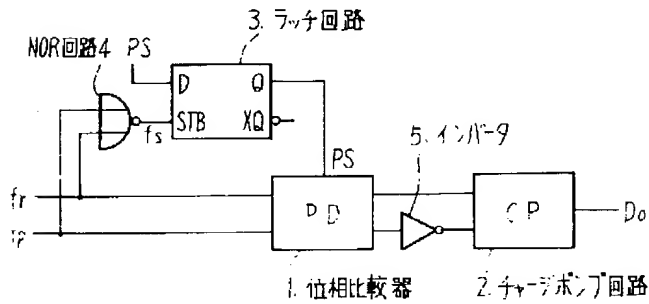 3. ラッチ回路
NOR回路4
PS
D
Q
STB
XQ
fs
PS
5. インバータ
fr
fp
PD
CP
Do
1. 位相比較器
2. チャージポンプ回路